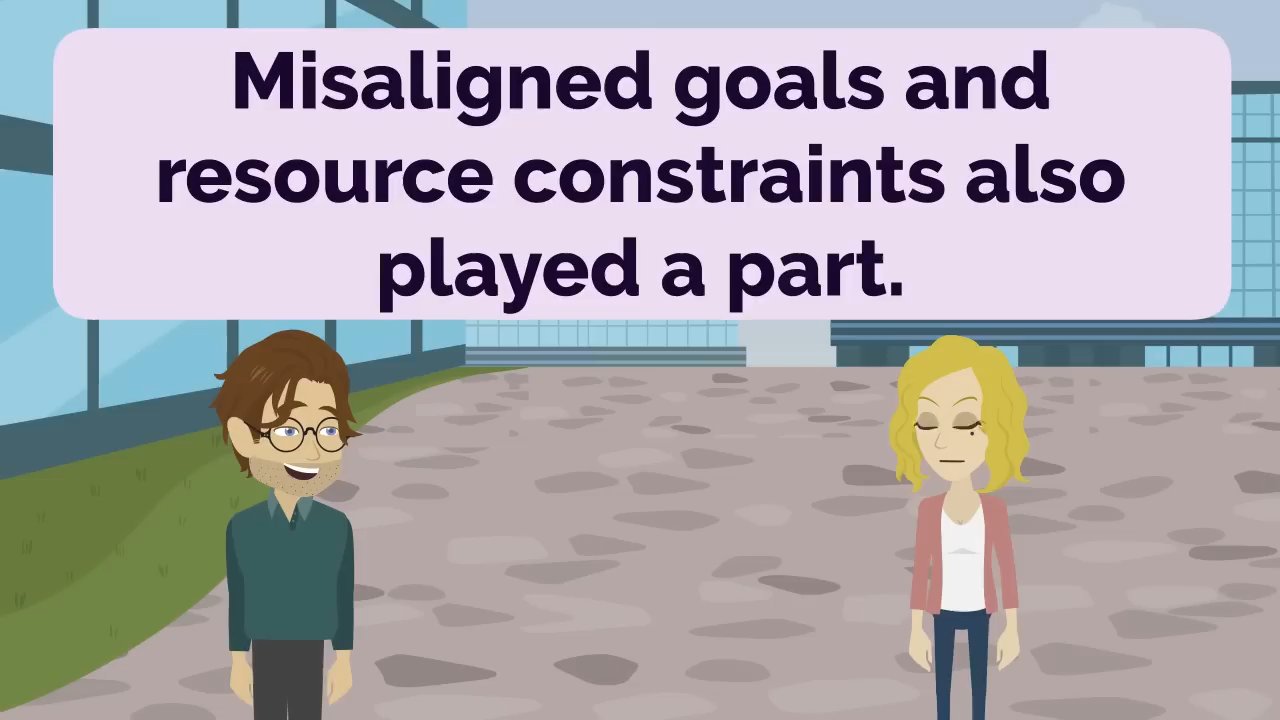 Misaligned goals and
resource constraints also
played a part.